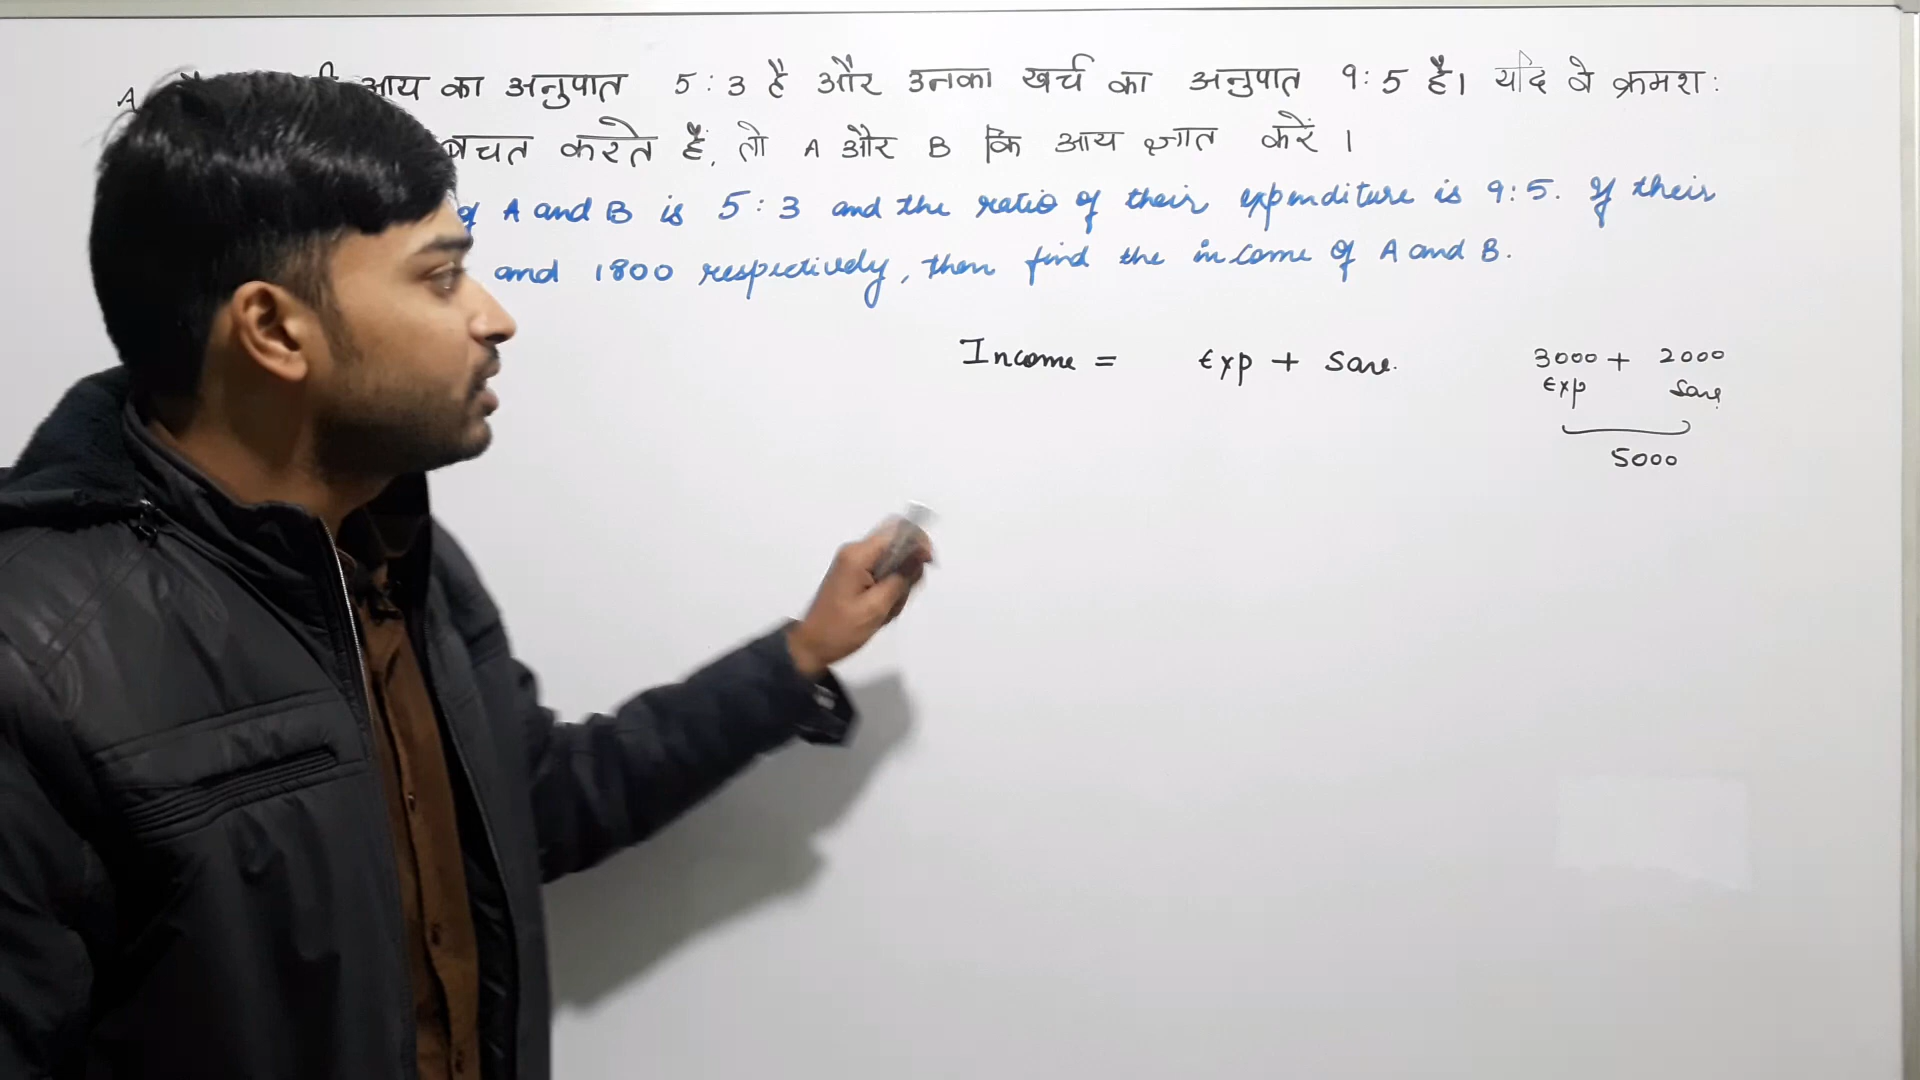 A आय का अनुपात 5 : 3 है और उनका खर्च का अनुपात 9 : 5 है। यदि वे क्रमश :
बचत करते हैं, तो A और B कि आय ज्ञात करें ।
of A and B is 5 : 3 and the ratio of their expenditure is 9 : 5. If their
and 1800 respectively, then find the income of A and B.
Income = Exp + Save. 3000 + 2000
Exp Save
5000